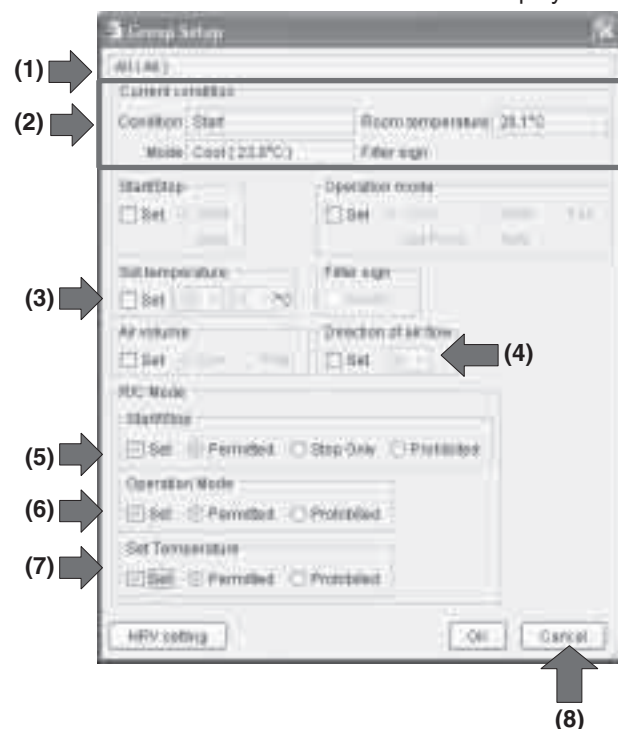 play
Group Setup
(1)
All ( All )
Current condition
(2)
Condition Start Room temperature 28.1°C
Mode Filter sign
Start/Stop Operation mode
Set Set
Set temperature Filter sign
(3)
Set °C
Air volume Direction of air flow
Set Set
(4)
R/C Mode
Start/Stop
(5)
Set Permitted Stop Only Prohibited
Operation Mode
(6)
Set Permitted Prohibited
Set Temperature
(7)
Set Permitted Prohibited
HRV setting OK Cancel
(8)